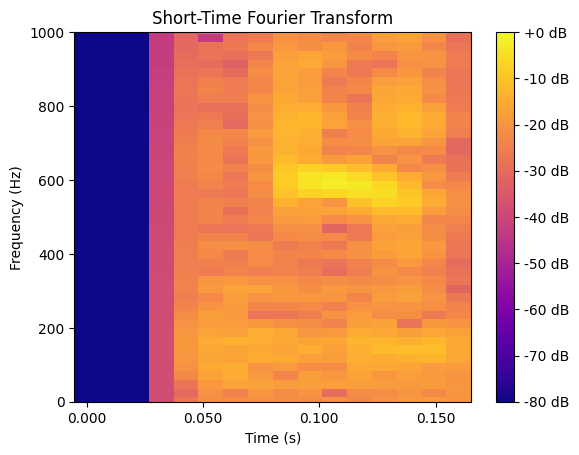 Short-Time Fourier Transform
1000
800
600
400
200
0
Frequency (Hz)
0.000
0.050
0.100
0.150
Time (s)
+0 dB
-10 dB
-20 dB
-30 dB
-40 dB
-50 dB
-60 dB
-70 dB
-80 dB